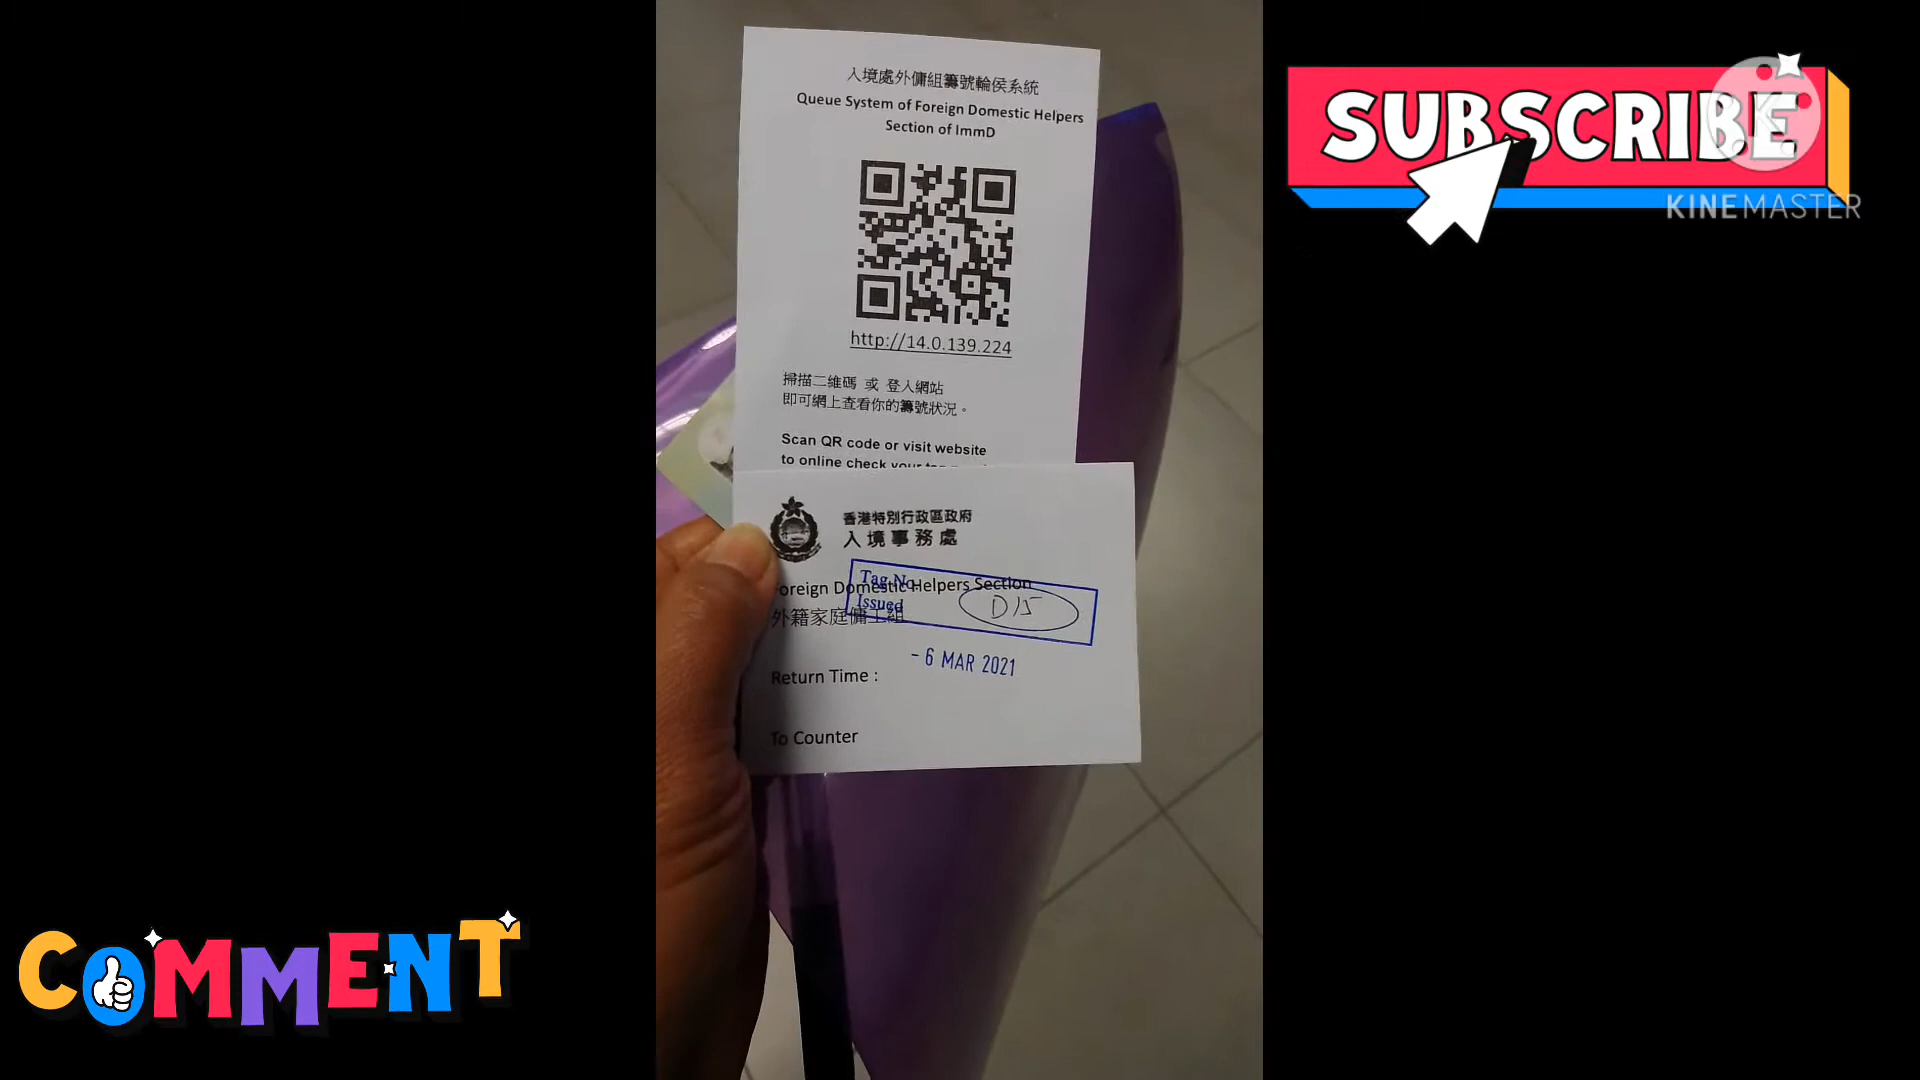 入境處外傭組籌號輪侯系統
Queue System of Foreign Domestic Helpers
Section of ImmD
http://14.0.139.224
掃描二維碼 或 登入網站
即可網上查看你的籌號狀況。
Scan QR code or visit website
to online check your
香港特別行政區政府
入境事務處
Tag No.
Foreign Domestic Helpers Section
Issued
D15
外籍家庭傭工組
- 6 MAR 2021
Return Time :
To Counter
SUBSCRIBE
KINEMASTER
COMMENT